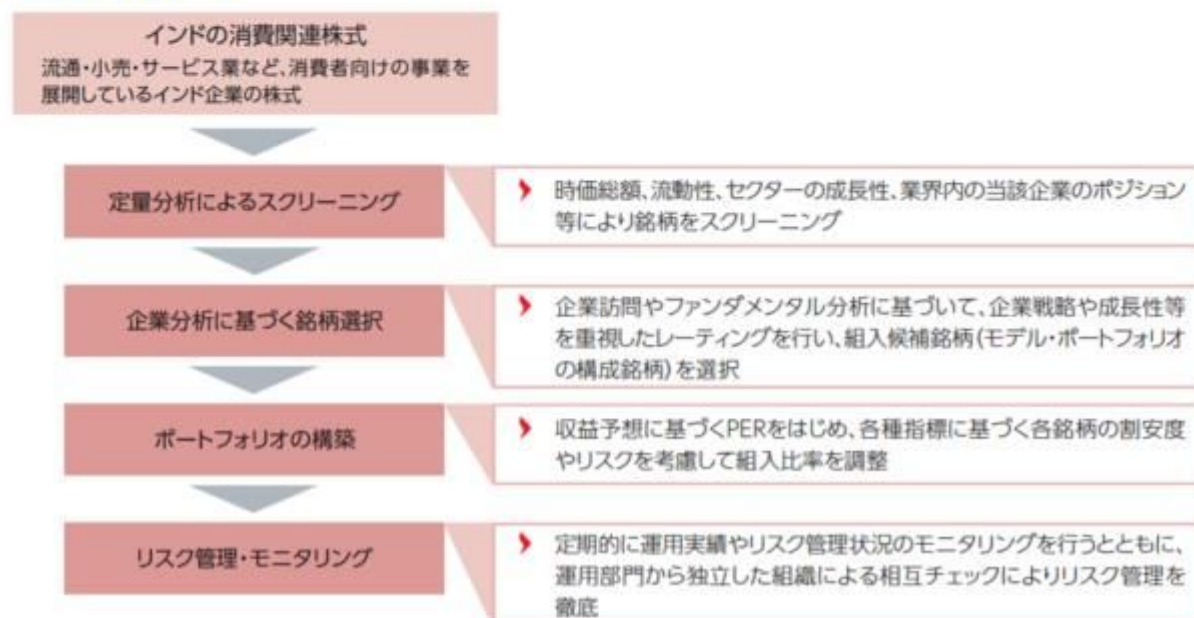 インドの消費関連株式
流通・小売・サービス業など、消費者向けの事業を
展開しているインド企業の株式
定量分析によるスクリーニング
時価総額、流動性、セクターの成長性、業界内の当該企業のポジション
等により銘柄をスクリーニング
企業分析に基づく銘柄選択
企業訪問やファンダメンタル分析に基づいて、企業戦略や成長性等
を重視したレーティングを行い、組入候補銘柄(モデル・ポートフォリオ
の構成銘柄)を選択
ポートフォリオの構築
収益予想に基づくPERをはじめ、各種指標に基づく各銘柄の割安度
やリスクを考慮して組入比率を調整
リスク管理・モニタリング
定期的に運用実績やリスク管理状況のモニタリングを行うとともに、
運用部門から独立した組織による相互チェックによりリスク管理を
徹底